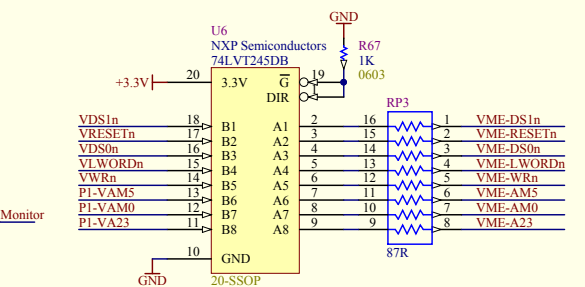 GND
U6
NXP Semiconductors
74LVT245DB
R67
1K
0603
+3.3V
20
3.3V
G
19
DIR
1
RP3
VDS1n
18
B1
A1
2
16
1
VME-DS1n
VRESETn
17
B2
A2
3
15
2
VME-RESETn
VDS0n
16
B3
A3
4
14
3
VME-DS0n
VLWORDn
15
B4
A4
5
13
4
VME-LWORDn
VWRn
14
B5
A5
6
12
5
VME-WRn
P1-VAM5
13
B6
A6
7
11
6
VME-AM5
Monitor
P1-VAM0
12
B7
A7
8
10
7
VME-AM0
P1-VA23
11
B8
A8
9
9
8
VME-A23
10
GND
87R
GND
20-SSOP